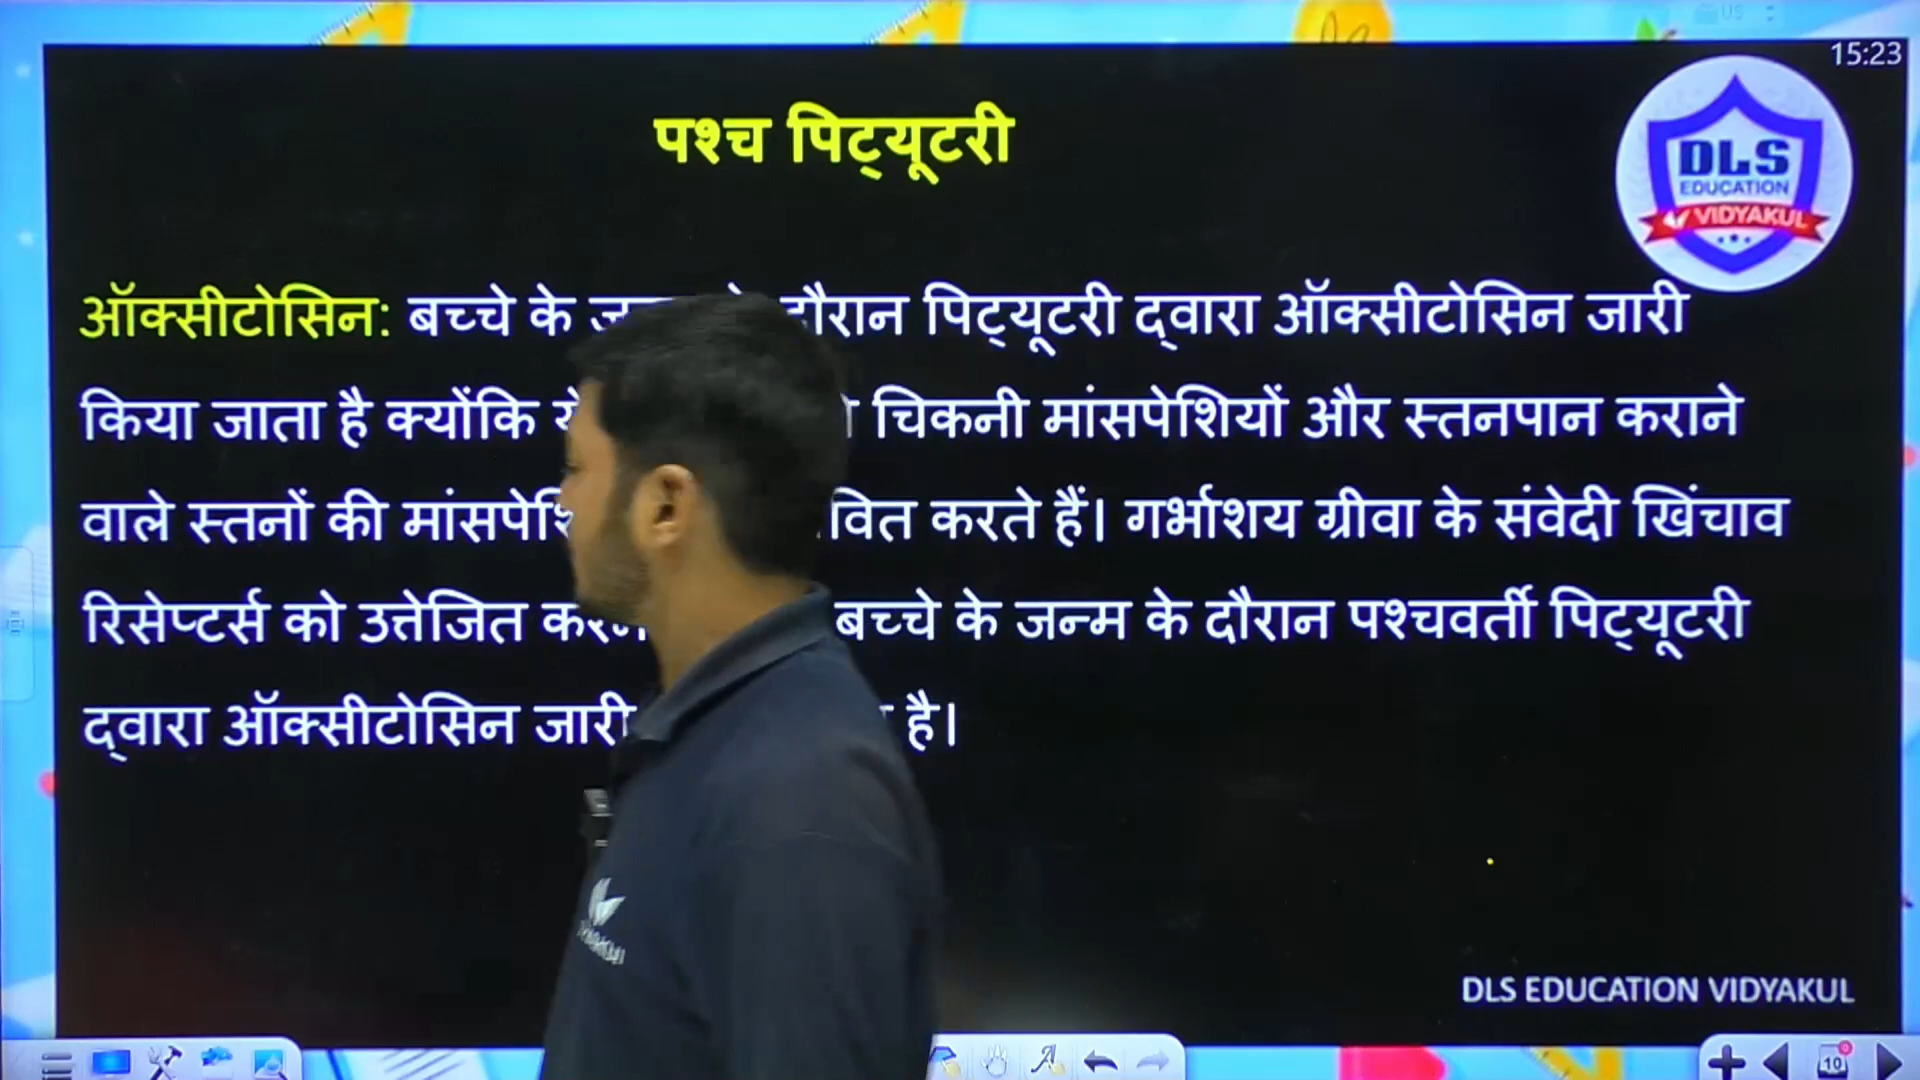 15:23
DLS
EDUCATION
VIDYAKUL
पश्च पिट्यूटरी
ऑक्सीटोसिन: बच्चे के दौरान पिट्यूटरी द्वारा ऑक्सीटोसिन जारी
किया जाता है क्योंकि चिकनी मांसपेशियों और स्तनपान कराने
वाले स्तनों की करते हैं। गर्भाशय ग्रीवा के संवेदी खिंचाव
रिसेप्टर्स को उत्तेजित बच्चे के जन्म के दौरान पश्चवर्ती पिट्यूटरी
द्वारा ऑक्सीटोसिन जारी है।
DLS EDUCATION VIDYAKUL
10